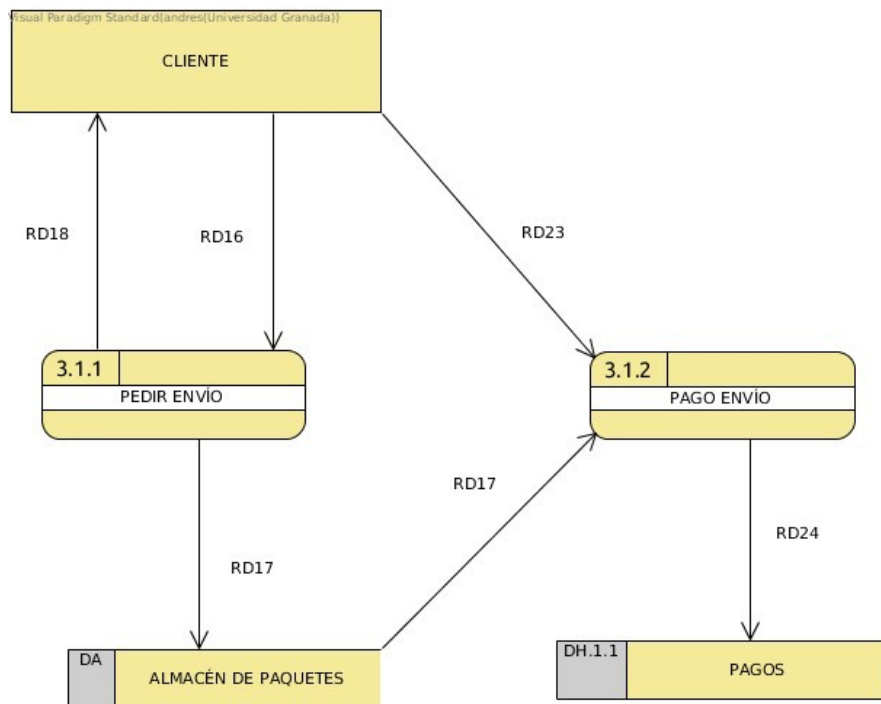 Visual Paradigm Standard(andres(Universidad Granada))
CLIENTE
RD18
RD16
RD23
3.1.1
PEDIR ENVÍO
3.1.2
PAGO ENVÍO
RD17
RD17
RD24
DA
ALMACÉN DE PAQUETES
DH.1.1
PAGOS